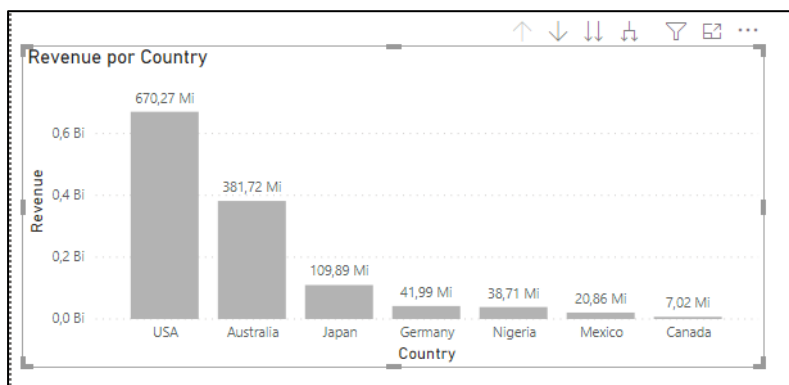 Revenue por Country
670,27 Mi
0,6 Bi
381,72 Mi
0,4 Bi
Revenue
0,2 Bi
109,89 Mi
41,99 Mi
38,71 Mi
20,86 Mi
7,02 Mi
0,0 Bi
USA Australia Japan Germany Nigeria Mexico Canada
Country